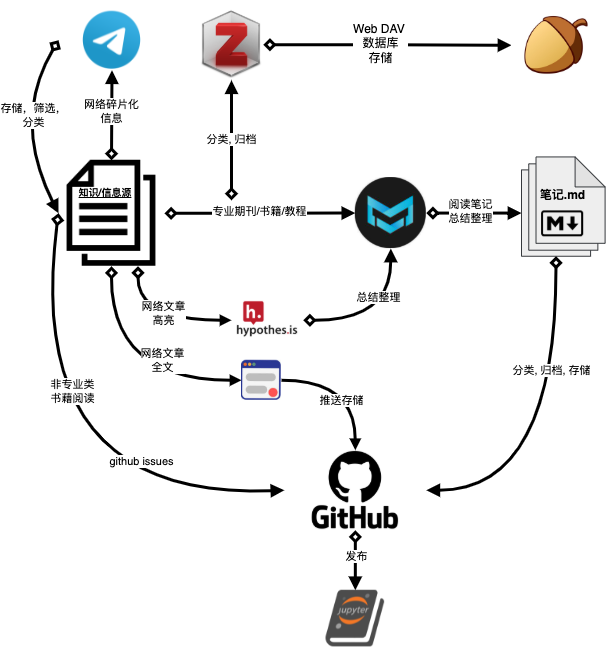 Web DAV
数据库
存储
存储，筛选，
分类
网络碎片化
信息
分类, 归档
知识/信息源
专业期刊/书籍/教程
阅读笔记
总结整理
笔记.md
M
网络文章
高亮
h.
hypothes.is
总结整理
网络文章
全文
非专业类
书籍阅读
推送存储
分类, 归档, 存储
github issues
GitHub
发布
jupyter